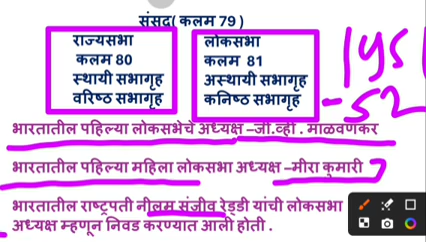 संसद( कलम 79 )
राज्यसभा
कलम 80
स्थायी सभागृह
वरिष्ठ सभागृह
लोकसभा
कलम 81
अस्थायी सभागृह
कनिष्ठ सभागृह
1951
-52
भारतातील पहिल्या लोकसभेचे अध्यक्ष –जी.व्ही . माळवणकर
भारतातील पहिल्या महिला लोकसभा अध्यक्ष –मीरा कुमारी
भारतातील राष्ट्रपती नीलम संजीव रेड्डी यांची लोकसभा
अध्यक्ष म्हणून निवड करण्यात आली होती .